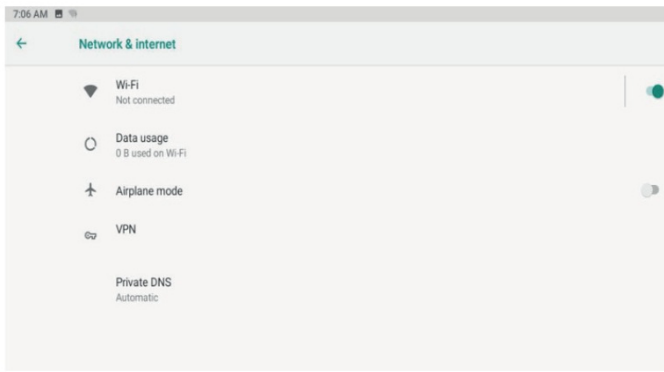 7:06 AM
Network & internet
Wi-Fi
Not connected
Data usage
0 B used on Wi-Fi
Airplane mode
VPN
Private DNS
Automatic